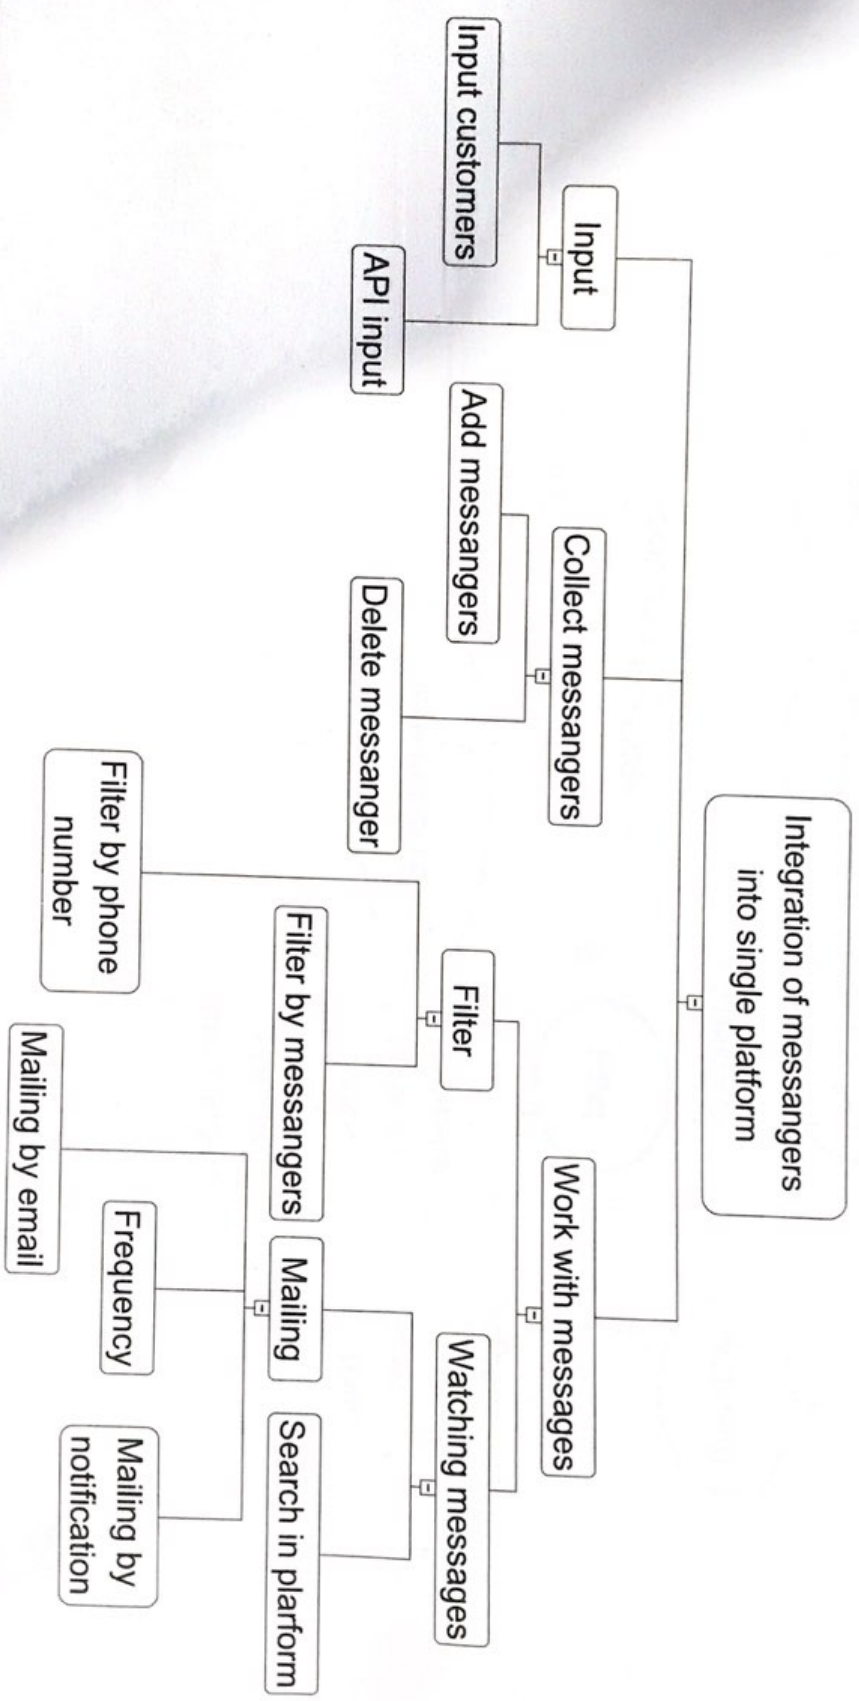 Integration of messangers
into single platform
Input
Collect messangers
Work with messages
Input customers
API input
Add messangers
Delete messanger
Filter
Watching messages
Filter by phone
number
Filter by messangers
Mailing
Search in plarform
Mailing by email
Frequency
Mailing by
notification